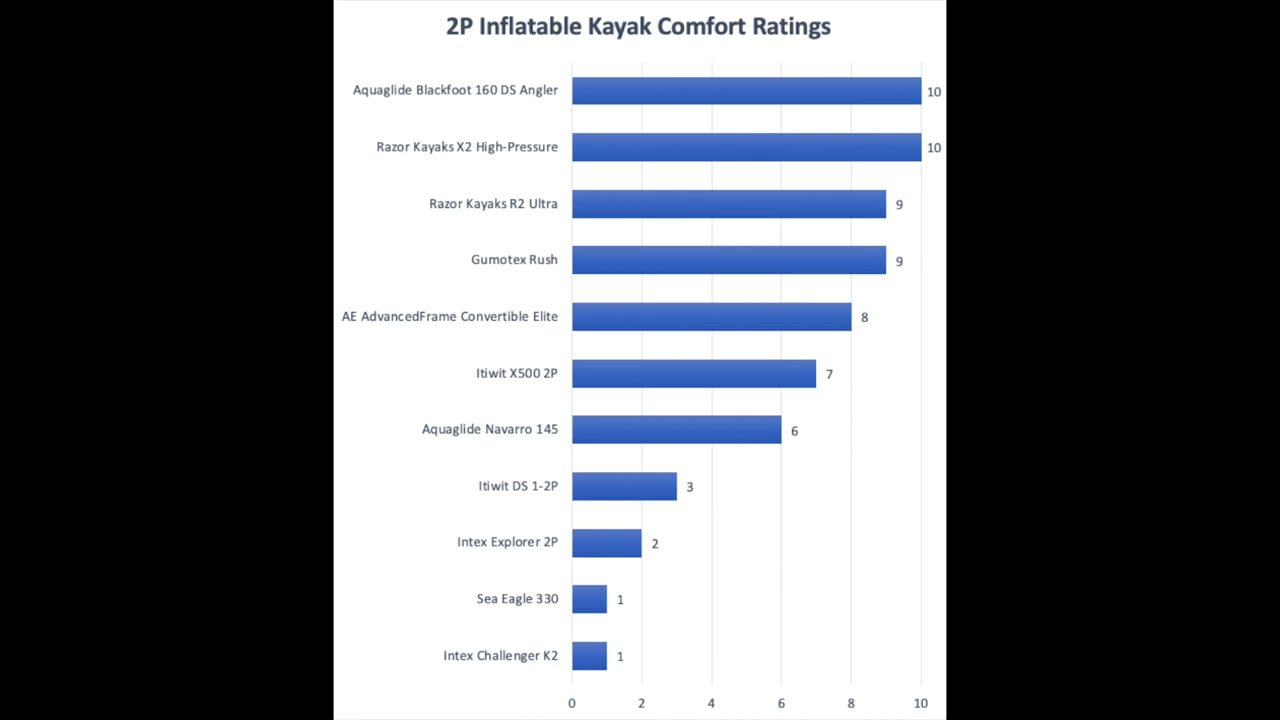 2P Inflatable Kayak Comfort Ratings
Aquaglide Blackfoot 160 DS Angler 10
Razor Kayaks X2 High-Pressure 10
Razor Kayaks R2 Ultra 9
Gumotex Rush 9
AE AdvancedFrame Convertible Elite 8
Itiwit X500 2P 7
Aquaglide Navarro 145 6
Itiwit DS 1-2P 3
Intex Explorer 2P 2
Sea Eagle 330 1
Intex Challenger K2 1
0 2 4 6 8 10